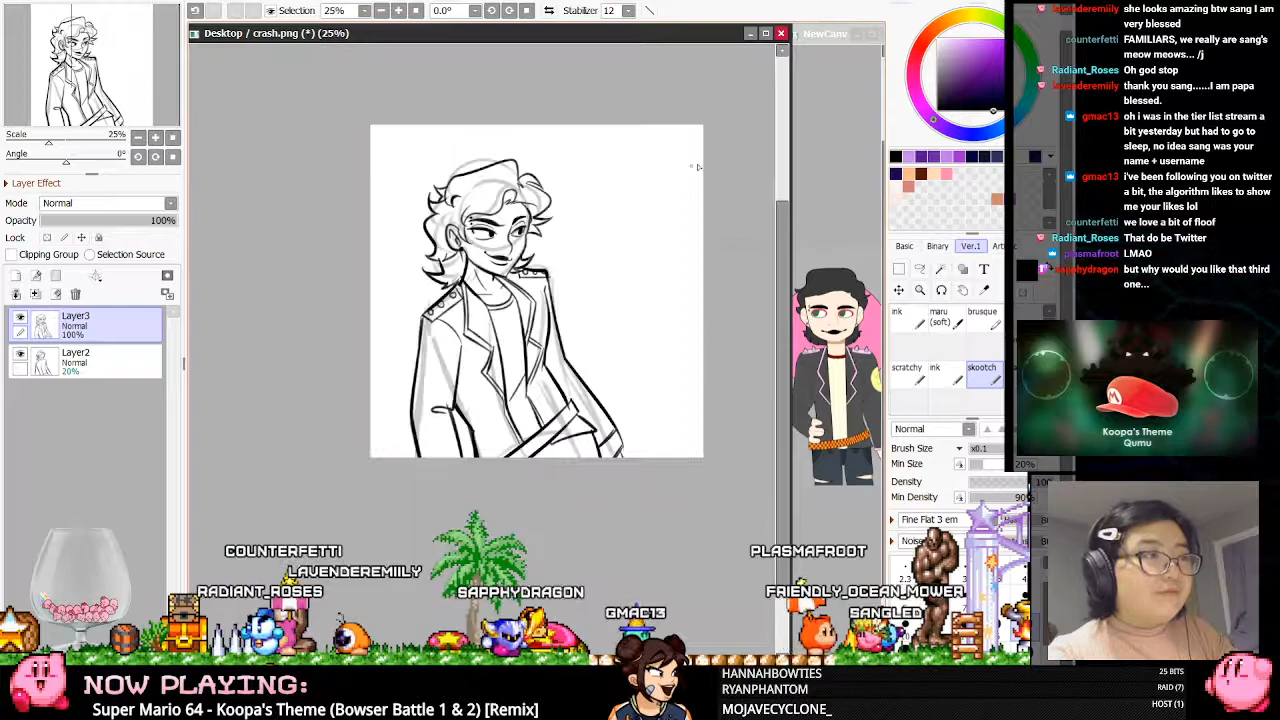 Selection
25%
0.0°
Stabilizer
12
Desktop / crash.png (*) (25%)
NewCanv
Scale
25%
Angle
0°
Layer Effect
Mode
Normal
Opacity
100%
Lock
Clipping Group
Selection Source
Layer3
Normal
100%
Layer2
Normal
20%
Basic
Binary
Ver.1
ink
maru
(soft)
brusque
scratchy
ink
skootch
Normal
Brush Size
x0.1
Min Size
20%
Density
Min Density
90%
Fine Flat 3 em
she looks amazing btw sang I am
very blessed
counterfetti
FAMILIARS, we really are sang's
meow meows... /j
Radiant_Roses
Oh god stop
lavenderemiily
thank you sang......I am papa
blessed.
gmac13
oh i was in the tier list stream a
bit yesterday but had to go to
sleep, no idea sang was your
name + username
gmac13
i've been following you on twitter
a bit, the algorithm likes to show
me your likes lol
counterfetti
we love a bit of floof
Radiant_Roses
That do be Twitter
plasmafroot
LMAO
sapphydragon
but why would you like that third
one...
M
Koopa's Theme
Qumu
COUNTERFETTI
LAVENDEREMIILY
RADIANT_ROSES
SAPPHYDRAGON
GMAC13
PLASMAFROOT
FRIENDLY_OCEAN_MOWER
SANGLED
NOW PLAYING:
Super Mario 64 - Koopa's Theme (Bowser Battle 1 & 2) [Remix]
HANNAHBOWTIES
25 BITS
RYANPHANTOM
RAID (7)
MOJAVECYCLONE_
HOST (1)